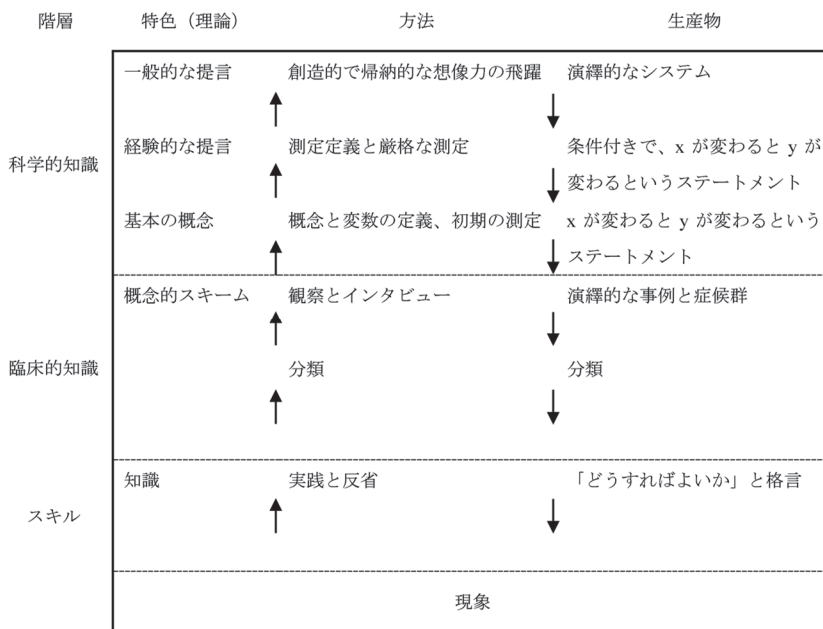 階層 特色（理論） 方法 生産物
一般的な提言 創造的で帰納的な想像力の飛躍 演繹的なシステム
経験的な提言 測定定義と厳格な測定 条件付きで、x が変わると y が
科学的知識
変わるというステートメント
基本の概念 概念と変数の定義、初期の測定 x が変わると y が変わるという
ステートメント
概念的スキーム 観察とインタビュー 演繹的な事例と症候群
臨床的知識 分類 分類
知識 実践と反省 「どうすればよいか」と格言
スキル
現象